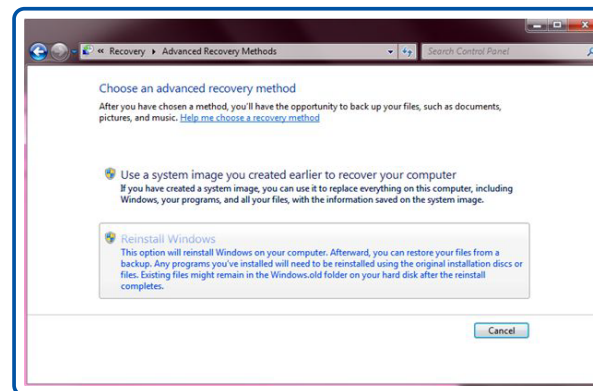 « Recovery ▸ Advanced Recovery Methods
Search Control Panel
Choose an advanced recovery method
After you have chosen a method, you'll have the opportunity to back up your files, such as documents,
pictures, and music. Help me choose a recovery method
Use a system image you created earlier to recover your computer
If you have created a system image, you can use it to replace everything on this computer, including
Windows, your programs, and all your files, with the information saved on the system image.
Reinstall Windows
This option will reinstall Windows on your computer. Afterward, you can restore your files from a
backup. Any programs you've installed will need to be reinstalled using the original installation discs or
files. Existing files might remain in the Windows.old folder on your hard disk after the reinstall
completes.
Cancel